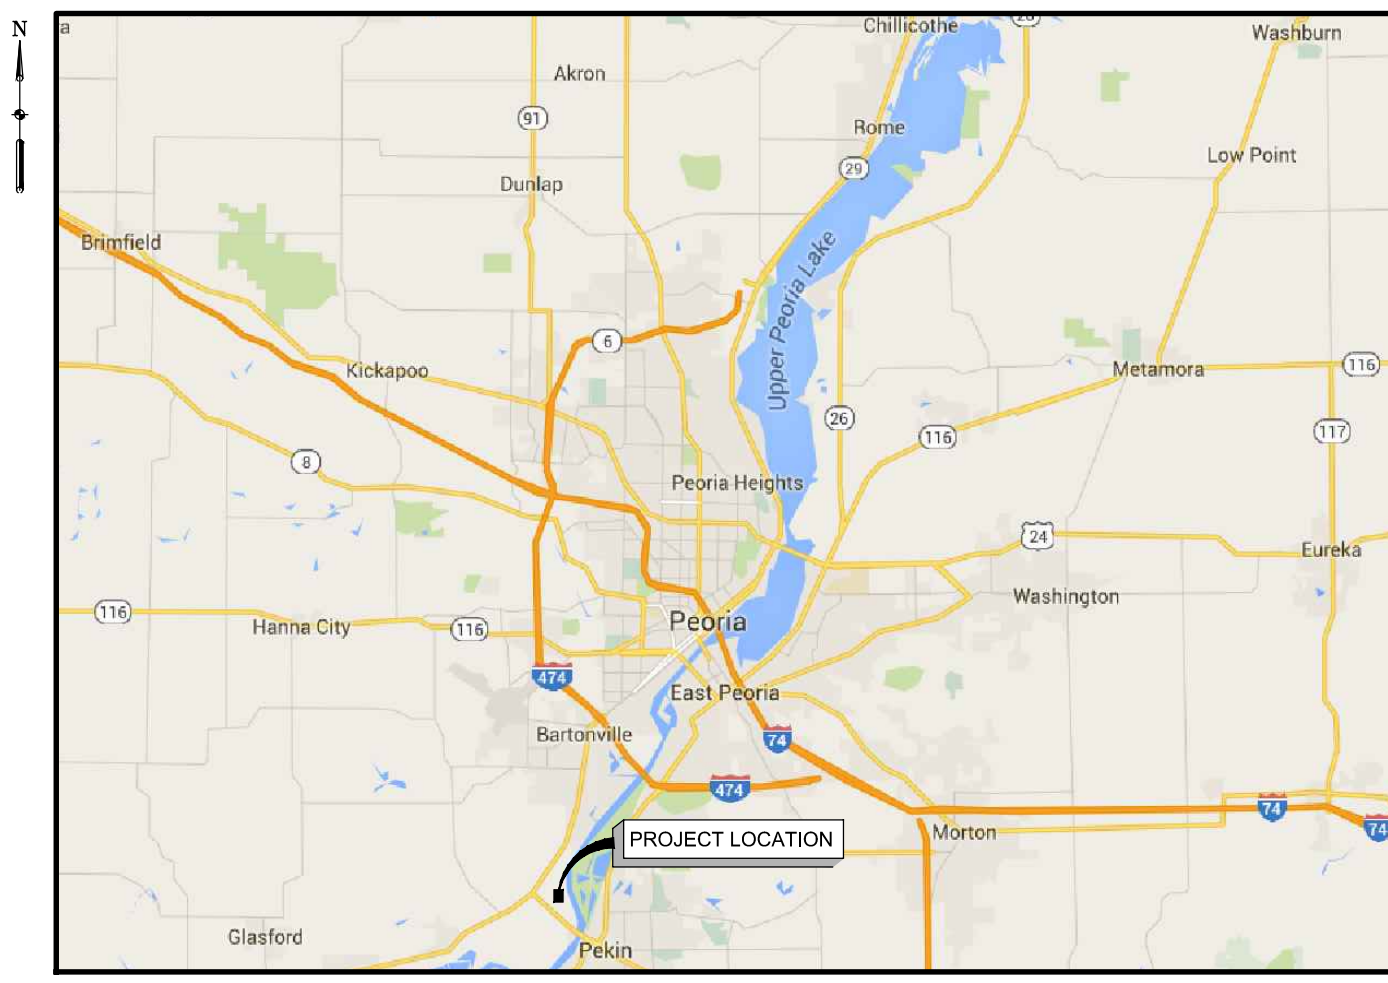 N
a
Chillicothe
26
Washburn
Akron
91
Rome
Low Point
29
Dunlap
Brimfield
Upper Peoria Lake
6
Kickapoo
Metamora
116
26
116
117
8
Peoria Heights
24
Eureka
Washington
116
Hanna City
116
Peoria
474
East Peoria
Bartonville
74
474
74
74
Morton
PROJECT LOCATION
Glasford
Pekin